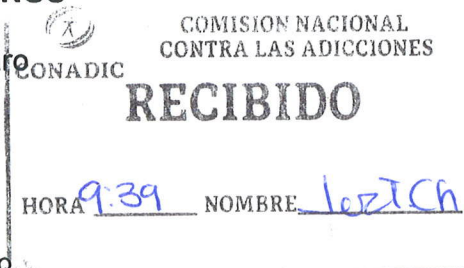 COMISION NACIONAL
CONTRA LAS ADICCIONES
CONADIC
RECIBIDO
HORA 9:39 NOMBRE